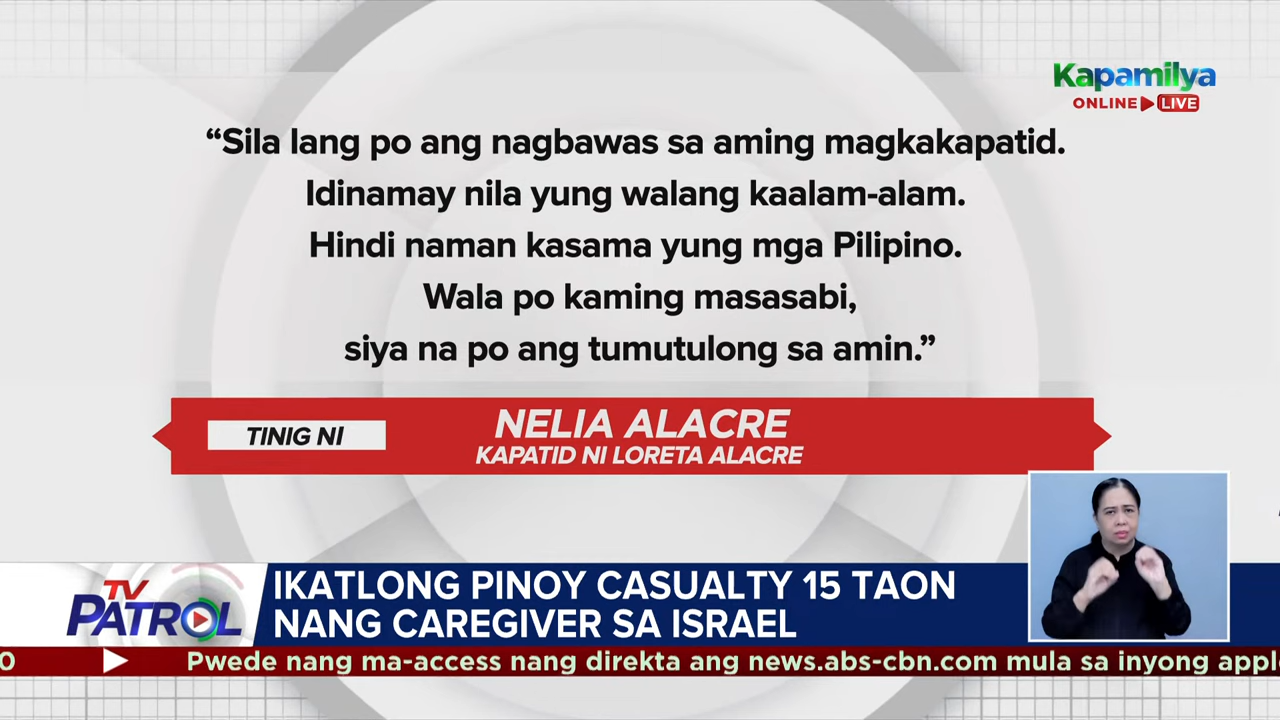 Kapamilya
ONLINE LIVE
“Sila lang po ang nagbawas sa aming magkakapatid.
Idinamay nila yung walang kaalam-alam.
Hindi naman kasama yung mga Pilipino.
Wala po kaming masasabi,
siya na po ang tumutulong sa amin.”
TINIG NI
NELIA ALACRE
KAPATID NI LORETA ALACRE
TV PATROL
IKATLONG PINOY CASUALTY 15 TAON
NANG CAREGIVER SA ISRAEL
Pwede nang ma-access nang direkta ang news.abs-cbn.com mula sa inyong